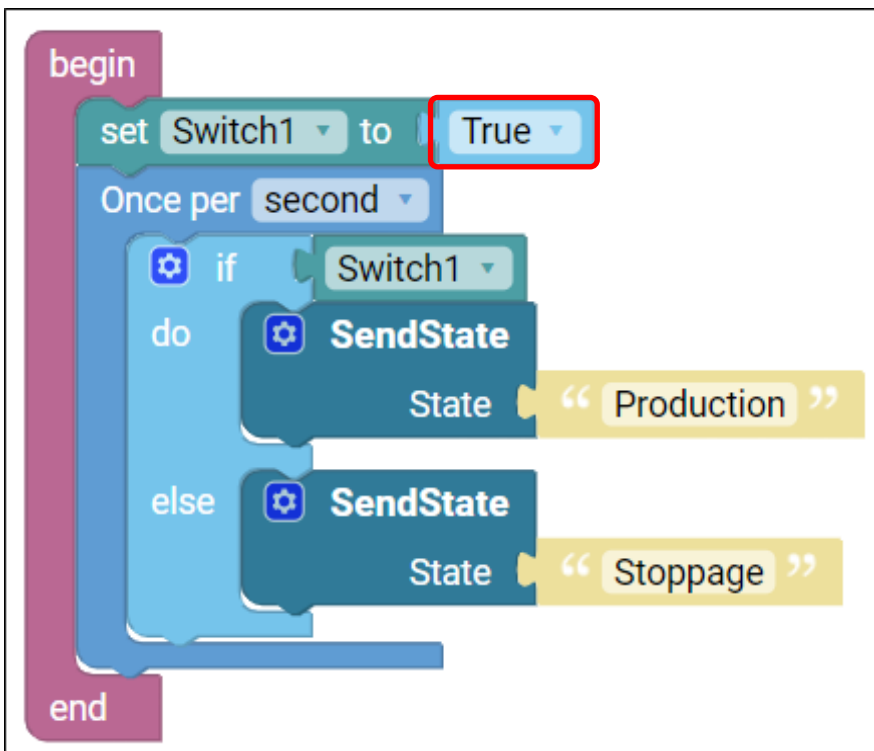 begin
set Switch1 to True
Once per second
if Switch1
do SendState
State “ Production ”
else SendState
State “ Stoppage ”
end